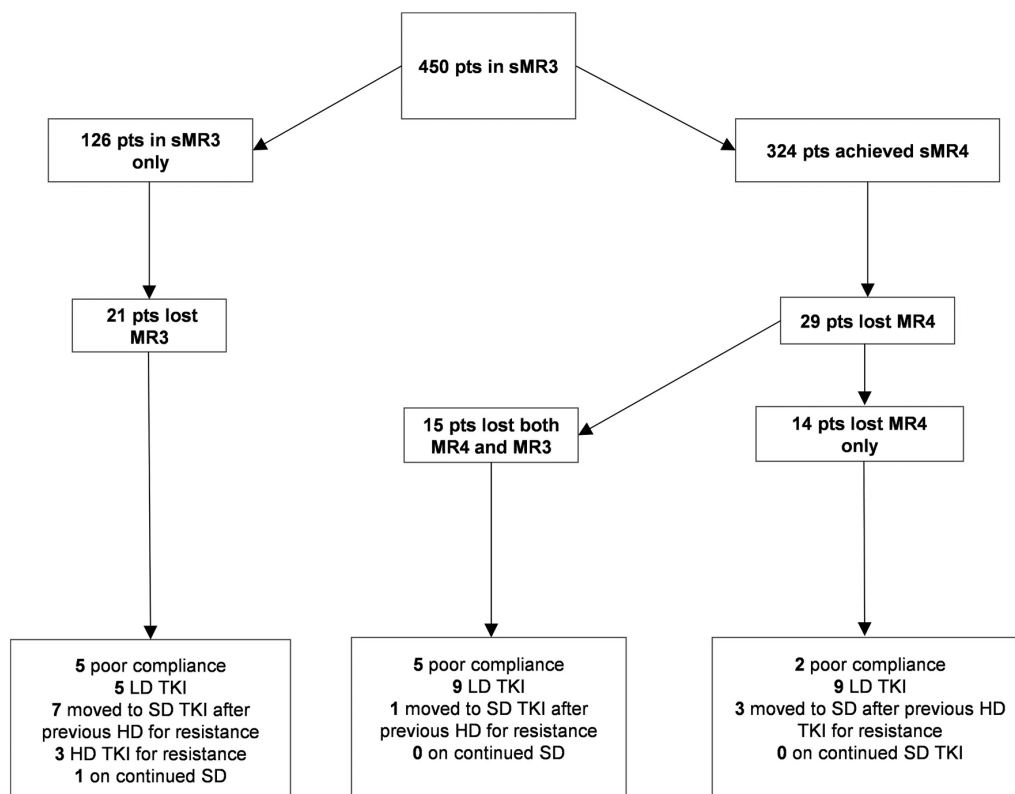 450 pts in sMR3
126 pts in sMR3
only
324 pts achieved sMR4
21 pts lost
MR3
29 pts lost MR4
15 pts lost both
MR4 and MR3
14 pts lost MR4
only
5 poor compliance
5 LD TKI
7 moved to SD TKI after
previous HD for resistance
3 HD TKI for resistance
1 on continued SD
5 poor compliance
9 LD TKI
1 moved to SD TKI after
previous HD for resistance
0 on continued SD
2 poor compliance
9 LD TKI
3 moved to SD after previous HD
TKI for resistance
0 on continued SD TKI